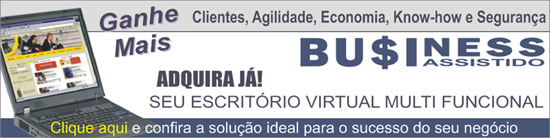 Ganhe
Mais
Clientes, Agilidade, Economia, Know-how e Segurança
BU$INESS
ASSISTIDO
ADQUIRA JÁ!
SEU ESCRITÓRIO VIRTUAL MULTI FUNCIONAL
Clique aqui e confira a solução ideal para o sucesso do seu negócio